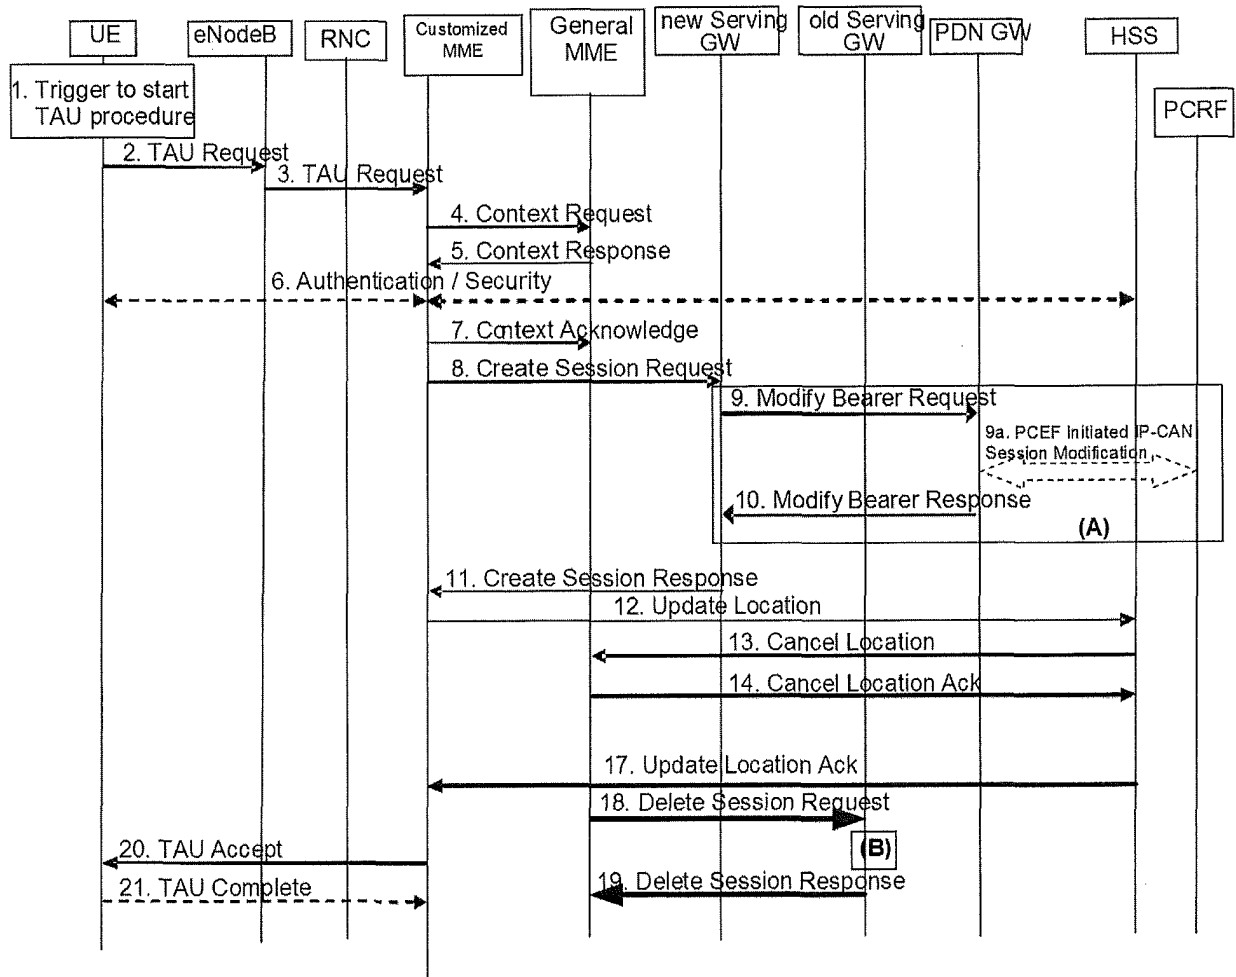 UE
eNodeB
RNC
Customized
MME
General
MME
new Serving
GW
old Serving
GW
PDN GW
HSS
PCRF
1. Trigger to start
TAU procedure
2. TAU Request
3. TAU Request
4. Context Request
5. Context Response
6. Authentication / Security
7. Context Acknowledge
8. Create Session Request
9. Modify Bearer Request
9a. PCEF Initiated IP-CAN
Session Modification
10. Modify Bearer Response
(A)
11. Create Session Response
12. Update Location
13. Cancel Location
14. Cancel Location Ack
17. Update Location Ack
18. Delete Session Request
(B)
20. TAU Accept
19. Delete Session Response
21. TAU Complete